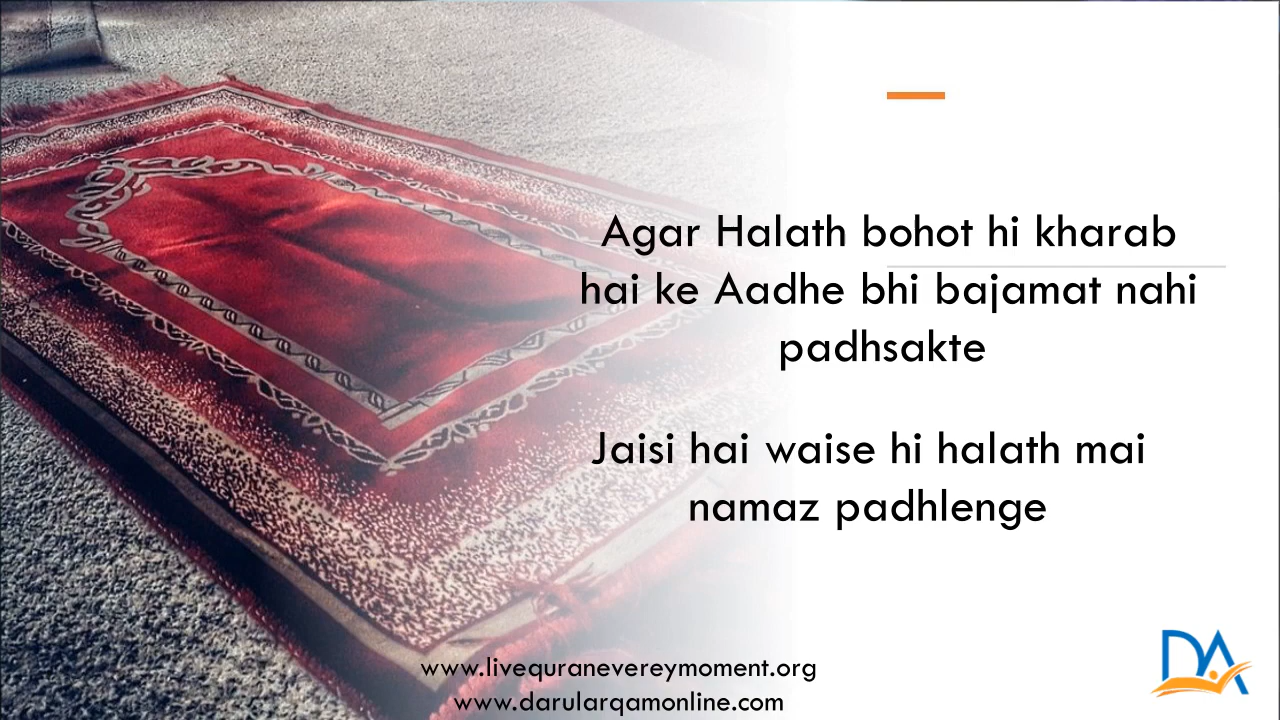 Agar Halath bohot hi kharab
hai ke Aadhe bhi bajamat nahi
padhsakte
Jaisi hai waise hi halath mai
namaz padhlenge
www.livequranevereymoment.org
www.darularqamonline.com
DA